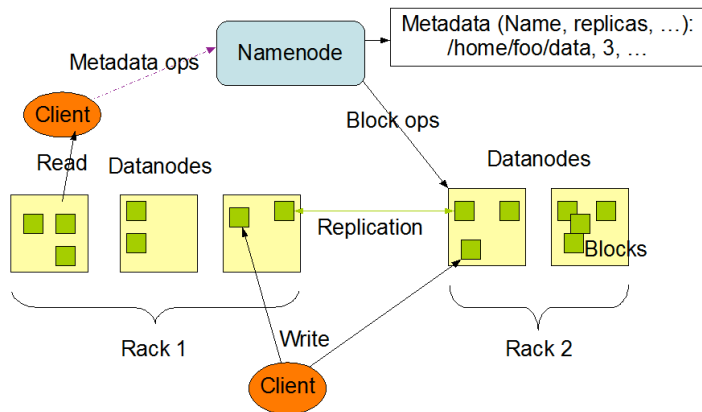 Metadata (Name, replicas, …):
/home/foo/data, 3, …
Namenode
Metadata ops
Client
Block ops
Read
Datanodes
Datanodes
Replication
Blocks
Rack 1
Write
Rack 2
Client